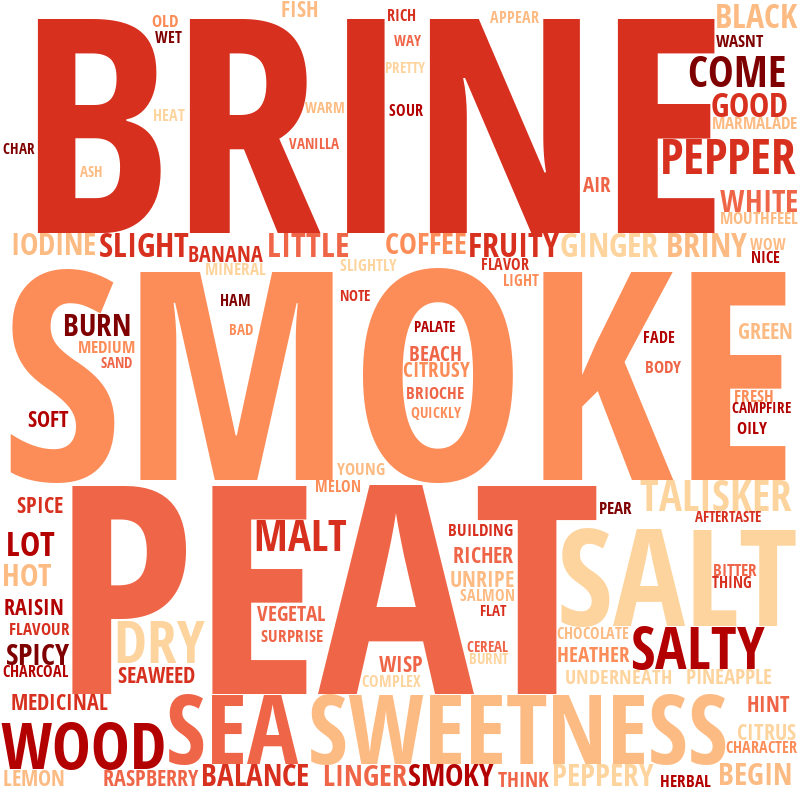 FISH
RICH
APPEAR
BLACK
OLD
WET
WAY
WASNT
BRINE
PRETTY
COME
HEAT
WARM
SOUR
GOOD
MARMALADE
CHAR
VANILLA
PEPPER
ASH
AIR
WHITE
MOUTHFEEL
IODINE
SLIGHT
BANANA
LITTLE
COFFEE
FRUITY
GINGER
BRINY
WOW
NICE
MINERAL
SLIGHTLY
FLAVOR
LIGHT
HAM
NOTE
SMOKE
BURN
BAD
PALATE
FADE
GREEN
MEDIUM
SAND
BEACH
CITRUSY
BODY
BRIOCHE
QUICKLY
FRESH
CAMPFIRE
SOFT
OILY
YOUNG
MELON
PEAT
SPICE
PEAR
TALISKER
AFTERTASTE
LOT
MALT
BUILDING
SALT
RICHER
HOT
UNRIPE
SALMON
BITTER
THING
RAISIN
VEGETAL
FLAT
FLAVOUR
DRY
SURPRISE
CHOCOLATE
SALTY
SPICY
CEREAL
BURNT
HEATHER
CHARCOAL
SEAWEED
WISP
COMPLEX
UNDERNEATH
PINEAPPLE
MEDICINAL
HINT
WOOD
SEA
SWEETNESS
CITRUS
CHARACTER
LEMON
RASPBERRY
BALANCE
LINGER
SMOKY
THINK
PEPPERY
HERBAL
BEGIN